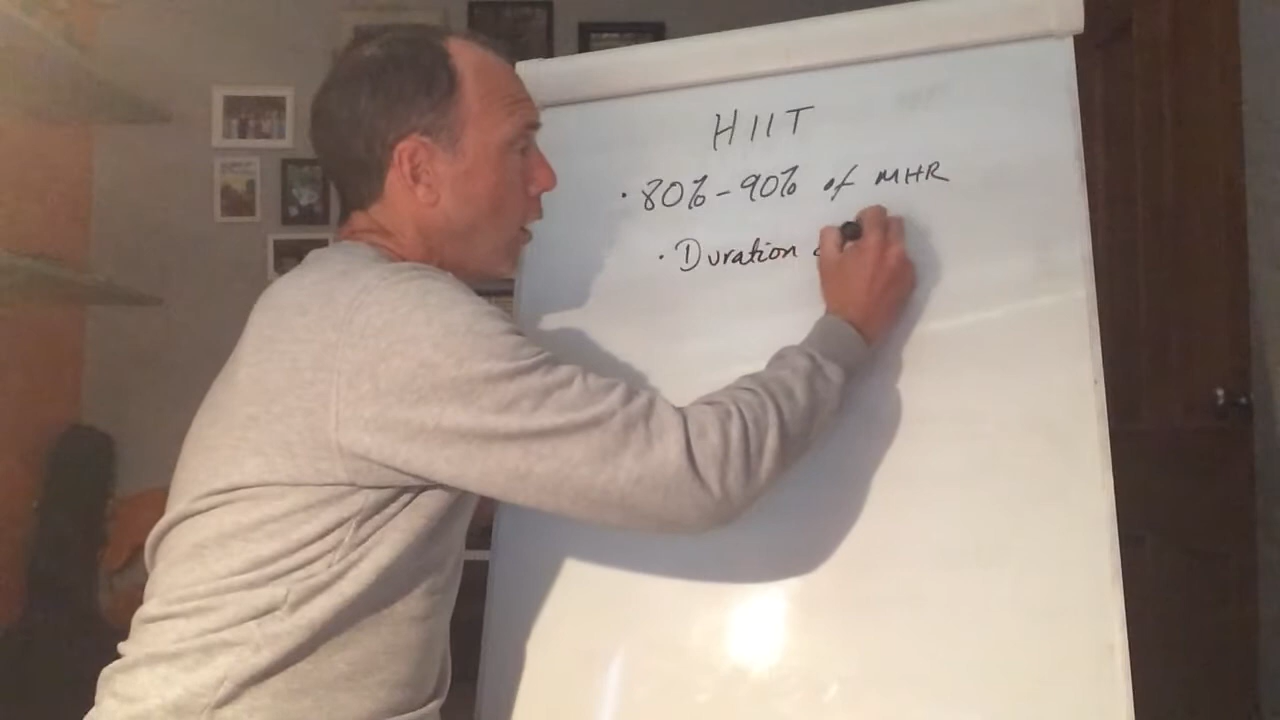 HIIT
· 80% - 90% of MHR
· Duration